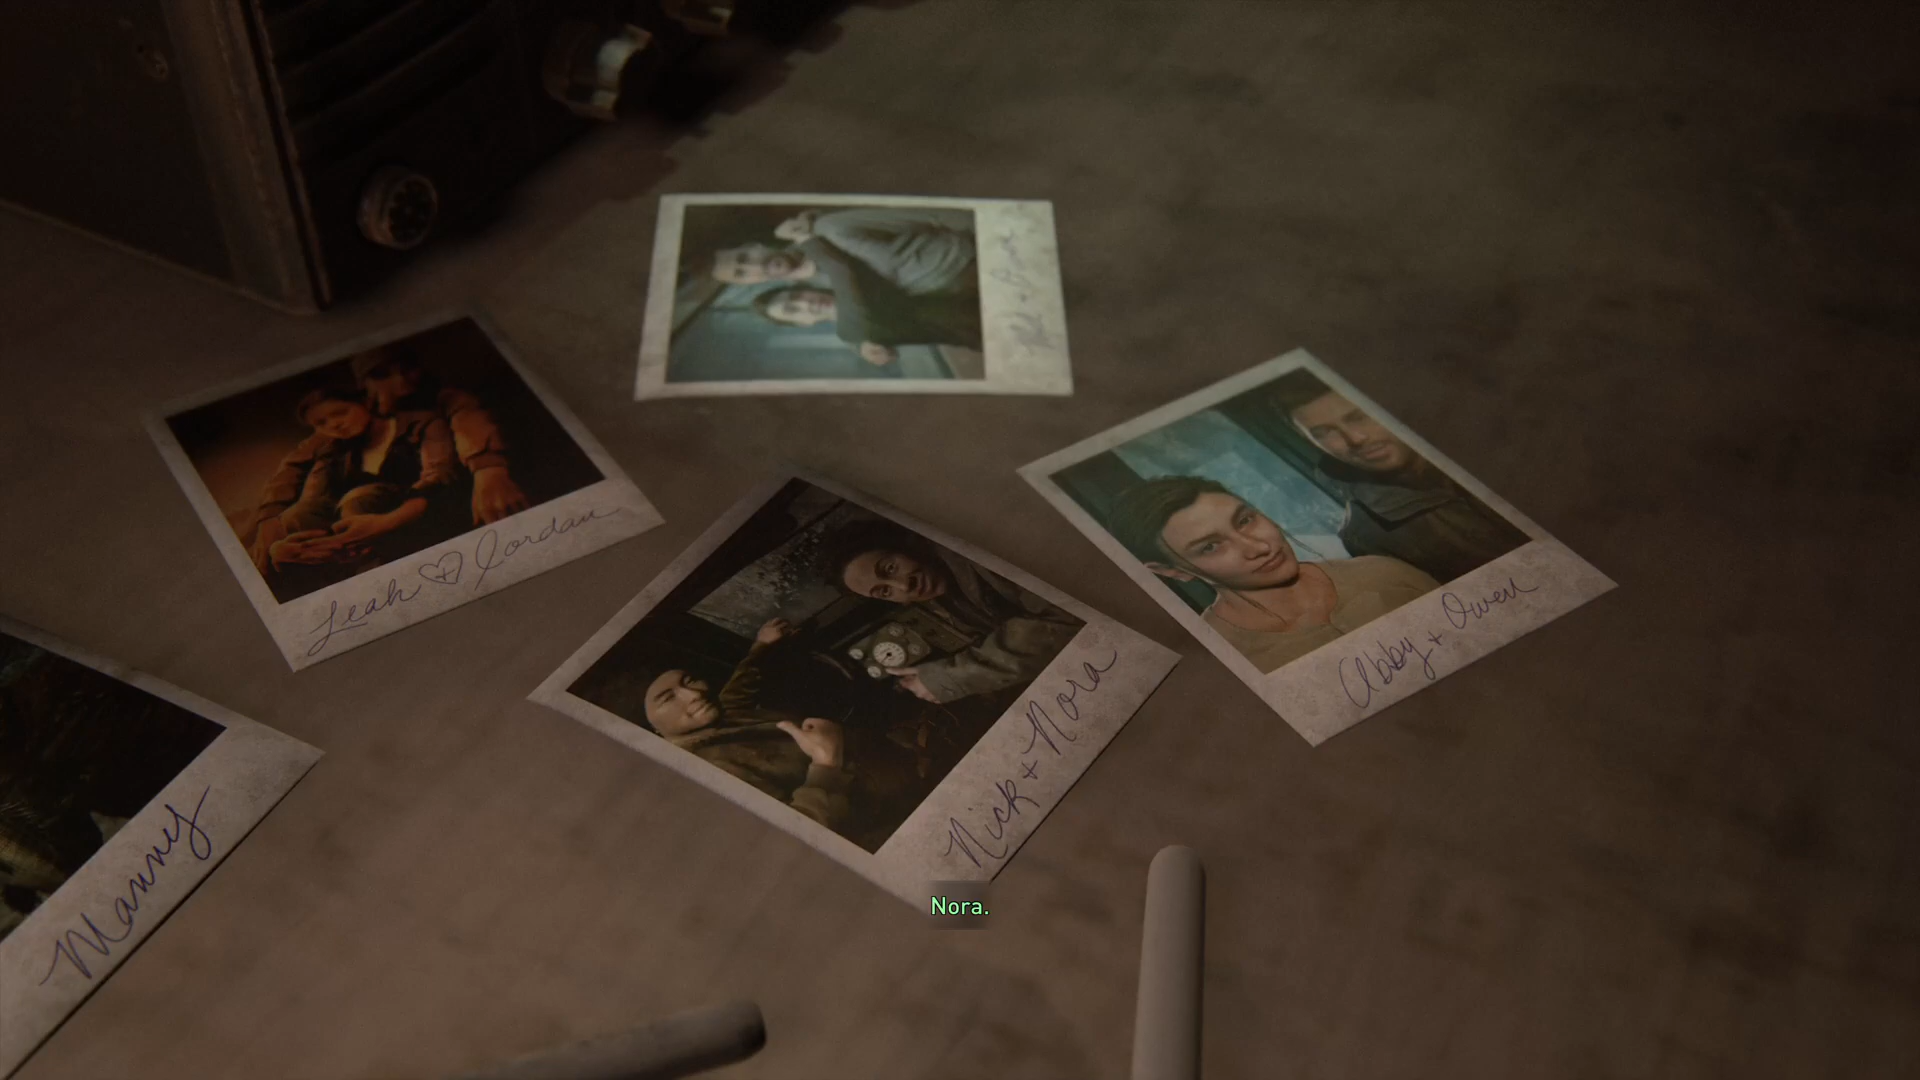 Leah + Jordan
Abby + Owen
Nick + Nora
Manny
Nora.